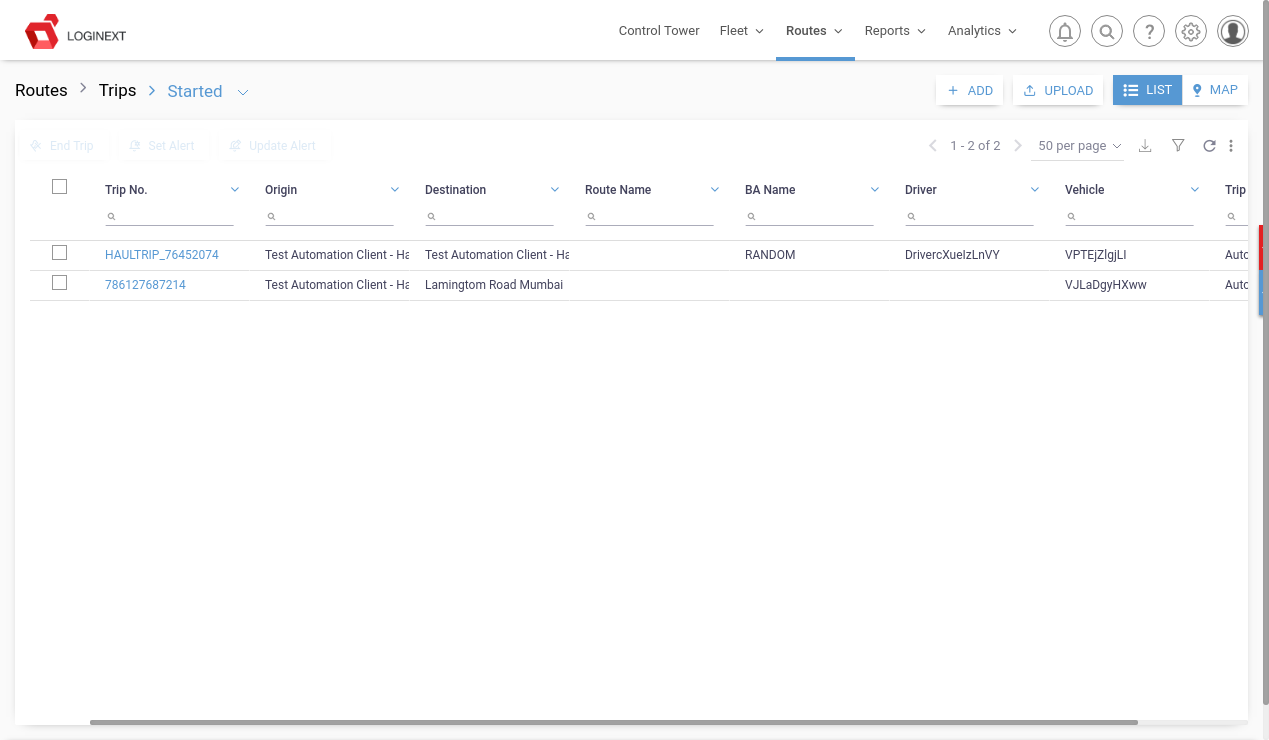 LOGINEXT
Control Tower Fleet Routes Reports Analytics
?
Routes > Trips > Started
+ ADD UPLOAD LIST MAP
End Trip Set Alert Update Alert
1 - 2 of 2 50 per page
Trip No. Origin Destination Route Name BA Name Driver Vehicle Trip
HAULTRIP_76452074 Test Automation Client - Ha Test Automation Client - Ha RANDOM DrivercXuelzLnVY VPTEjZlgjLI Auto
786127687214 Test Automation Client - Ha Lamingtom Road Mumbai VJLaDgyHXww Auto